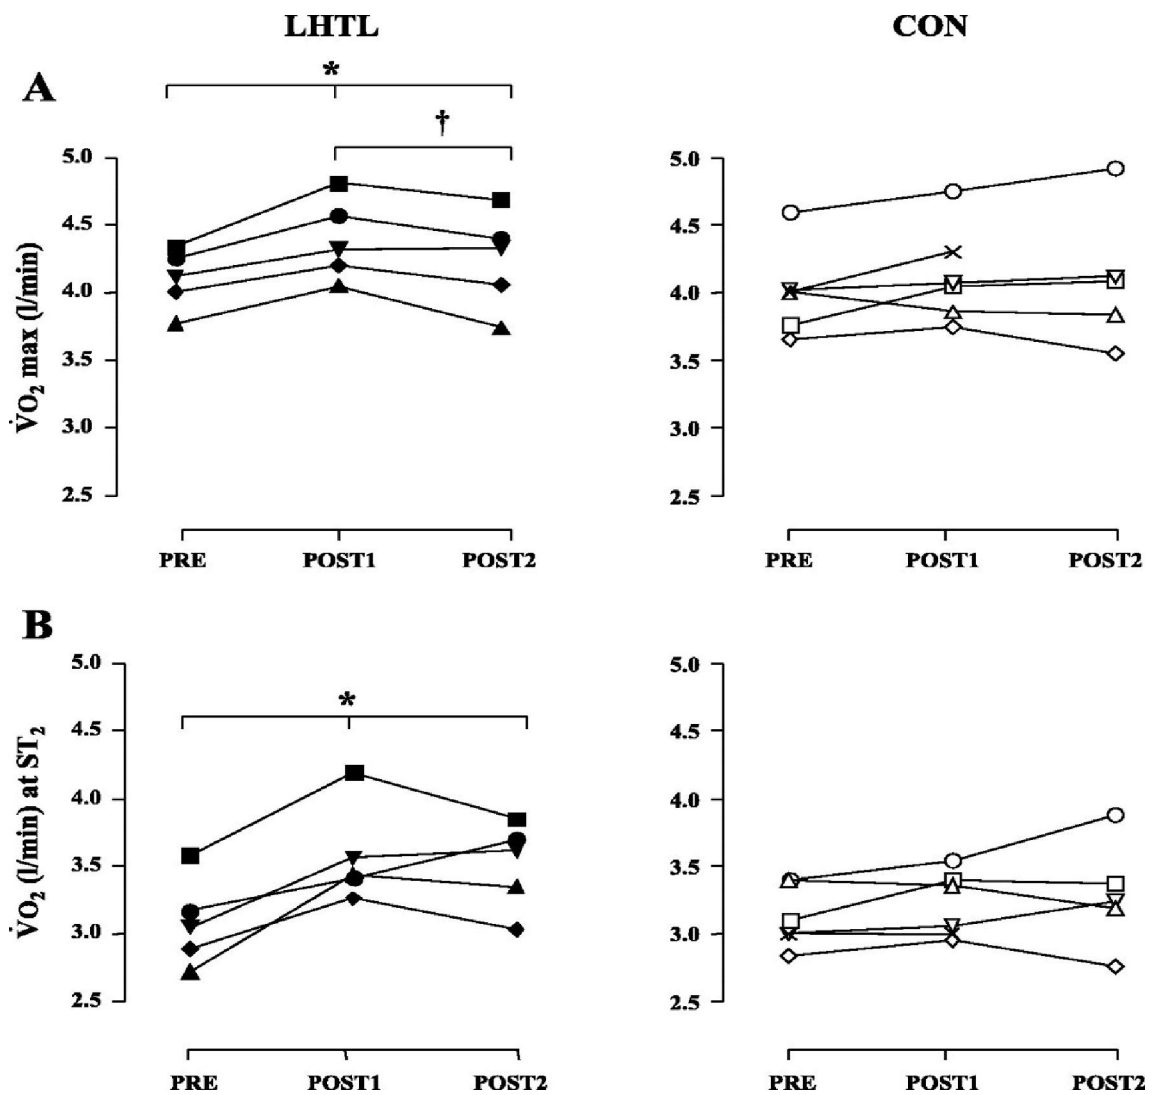 LHTL
CON
A
*
†
V̇O₂ max (l/min)
5.0
4.5
4.0
3.5
3.0
2.5
PRE
POST1
POST2
5.0
4.5
4.0
3.5
3.0
2.5
PRE
POST1
POST2
B
*
V̇O₂ (l/min) at ST₂
5.0
4.5
4.0
3.5
3.0
2.5
PRE
POST1
POST2
5.0
4.5
4.0
3.5
3.0
2.5
PRE
POST1
POST2